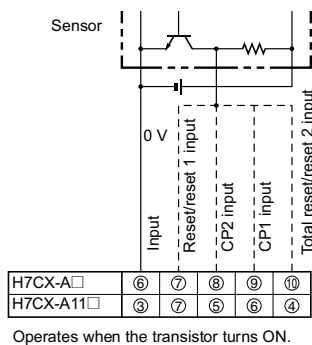 Sensor
0 V
Input
Reset/reset 1 input
CP2 input
CP1 input
Total reset/reset 2 input
H7CX-A□ ⑥ ⑦ ⑧ ⑨ ⑩
H7CX-A11□ ③ ⑦ ⑤ ⑥ ④
Operates when the transistor turns ON.